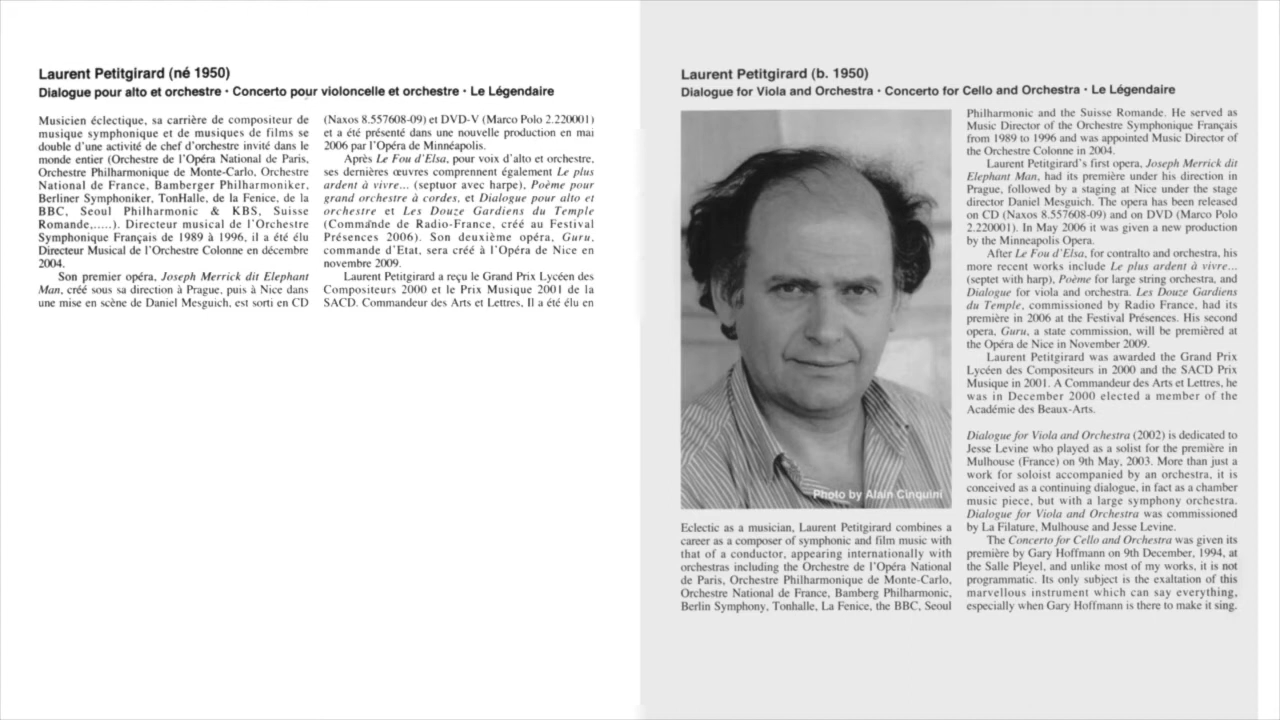 Laurent Petitgirard (né 1950)
Dialogue pour alto et orchestre • Concerto pour violoncelle et orchestre • Le Légendaire
Musicien éclectique, sa carrière de compositeur de
musique symphonique et de musiques de films se
double d'une activité de chef d'orchestre invité dans le
monde entier (Orchestre de l'Opéra National de Paris,
Orchestre Philharmonique de Monte-Carlo, Orchestre
National de France, Bamberger Philharmoniker,
Berliner Symphoniker, TonHalle, de la Fenice, de la
BBC, Seoul Philharmonic & KBS, Suisse
Romande,.....). Directeur musical de l'Orchestre
Symphonique Français de 1989 à 1996, il a été élu
Directeur Musical de l'Orchestre Colonne en décembre
2004.
Son premier opéra, Joseph Merrick dit Elephant
Man, créé sous sa direction à Prague, puis à Nice dans
une mise en scène de Daniel Mesguich, est sorti en CD
(Naxos 8.557608-09) et DVD-V (Marco Polo 2.220001)
et a été présenté dans une nouvelle production en mai
2006 par l'Opéra de Minnéapolis.
Après Le Fou d'Elsa, pour voix d'alto et orchestre,
ses dernières œuvres comprennent également Le plus
ardent à vivre... (septuor avec harpe), Poème pour
grand orchestre à cordes, et Dialogue pour alto et
orchestre et Les Douze Gardiens du Temple
(Commande de Radio-France, créé au Festival
Présences 2006). Son deuxième opéra, Guru,
commande d'Etat, sera créé à l'Opéra de Nice en
novembre 2009.
Laurent Petitgirard a reçu le Grand Prix Lycéen des
Compositeurs 2000 et le Prix Musique 2001 de la
SACD. Commandeur des Arts et Lettres, Il a été élu en
Laurent Petitgirard (b. 1950)
Dialogue for Viola and Orchestra • Concerto for Cello and Orchestra • Le Légendaire
Photo by Alain Cinquini
Eclectic as a musician, Laurent Petitgirard combines a
career as a composer of symphonic and film music with
that of a conductor, appearing internationally with
orchestras including the Orchestre de l'Opéra National
de Paris, Orchestre Philharmonique de Monte-Carlo,
Orchestre National de France, Bamberg Philharmonic,
Berlin Symphony, Tonhalle, La Fenice, the BBC, Seoul
Philharmonic and the Suisse Romande. He served as
Music Director of the Orchestre Symphonique Français
from 1989 to 1996 and was appointed Music Director of
the Orchestre Colonne in 2004.
Laurent Petitgirard's first opera, Joseph Merrick dit
Elephant Man, had its première under his direction in
Prague, followed by a staging at Nice under the stage
director Daniel Mesguich. The opera has been released
on CD (Naxos 8.557608-09) and on DVD (Marco Polo
2.220001). In May 2006 it was given a new production
by the Minneapolis Opera.
After Le Fou d'Elsa, for contralto and orchestra, his
more recent works include Le plus ardent à vivre...
(septet with harp), Poème for large string orchestra, and
Dialogue for viola and orchestra. Les Douze Gardiens
du Temple, commissioned by Radio France, had its
première in 2006 at the Festival Présences. His second
opera, Guru, a state commission, will be premièred at
the Opéra de Nice in November 2009.
Laurent Petitgirard was awarded the Grand Prix
Lycéen des Compositeurs in 2000 and the SACD Prix
Musique in 2001. A Commandeur des Arts et Lettres, he
was in December 2000 elected a member of the
Académie des Beaux-Arts.
Dialogue for Viola and Orchestra (2002) is dedicated to
Jesse Levine who played as a solist for the première in
Mulhouse (France) on 9th May, 2003. More than just a
work for soloist accompanied by an orchestra, it is
conceived as a continuing dialogue, in fact as a chamber
music piece, but with a large symphony orchestra.
Dialogue for Viola and Orchestra was commissioned
by La Filature, Mulhouse and Jesse Levine.
The Concerto for Cello and Orchestra was given its
première by Gary Hoffmann on 9th December, 1994, at
the Salle Pleyel, and unlike most of my works, it is not
programmatic. Its only subject is the exaltation of this
marvellous instrument which can say everything,
especially when Gary Hoffmann is there to make it sing.